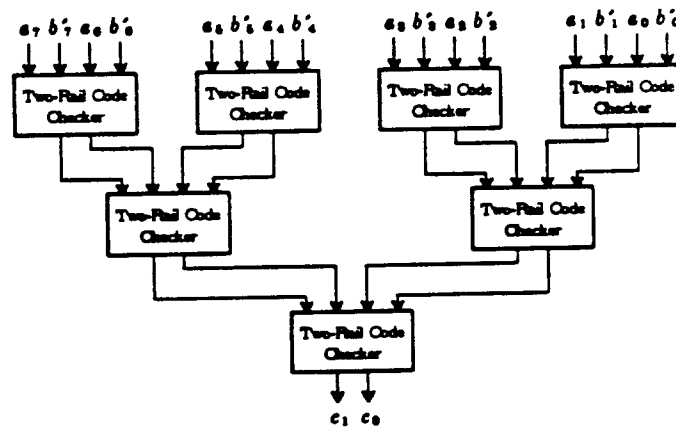 a₇ b′₇ a₆ b′₆ a₅ b′₅ a₄ b′₄ a₃ b′₃ a₂ b′₂ a₁ b′₁ a₀ b′₀
Two-Rail Code
Checker
Two-Rail Code
Checker
Two-Rail Code
Checker
Two-Rail Code
Checker
Two-Rail Code
Checker
Two-Rail Code
Checker
Two-Rail Code
Checker
c₁ c₀